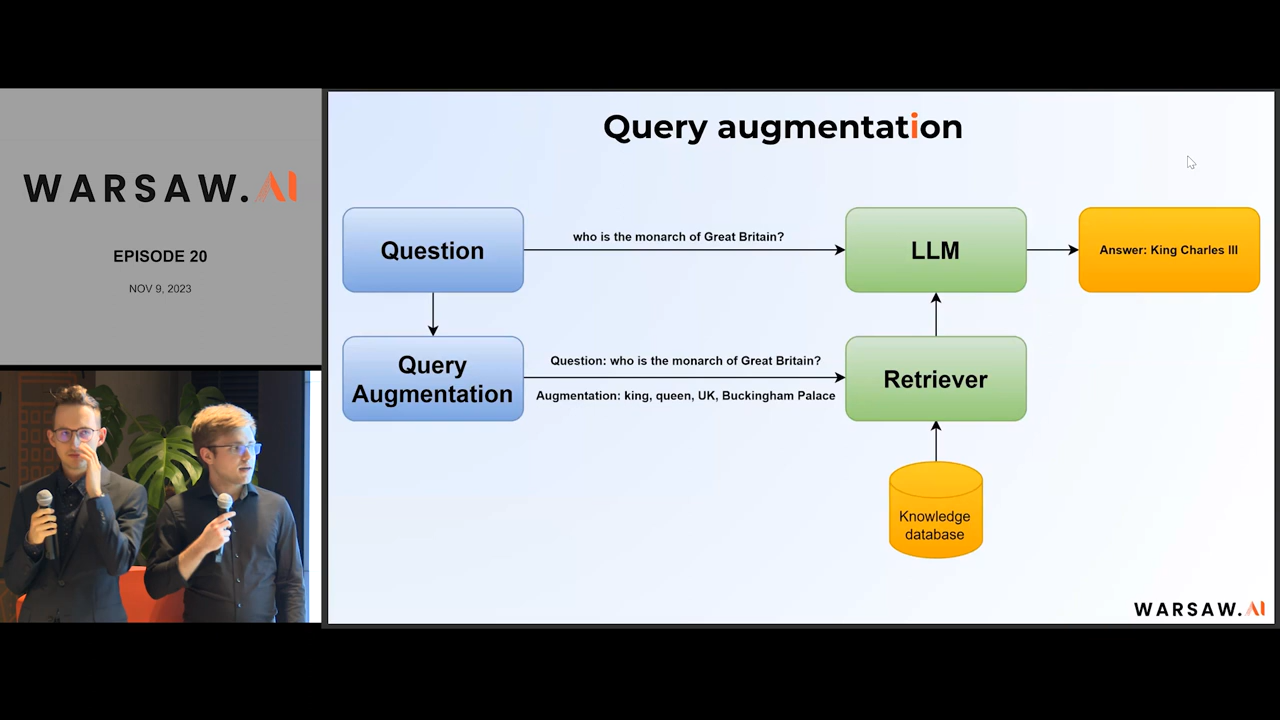 WARSAW.AI
EPISODE 20
NOV 9, 2023
Query augmentation
Question
who is the monarch of Great Britain?
LLM
Answer: King Charles III
Query
Augmentation
Question: who is the monarch of Great Britain?
Augmentation: king, queen, UK, Buckingham Palace
Retriever
Knowledge
database
WARSAW.AI